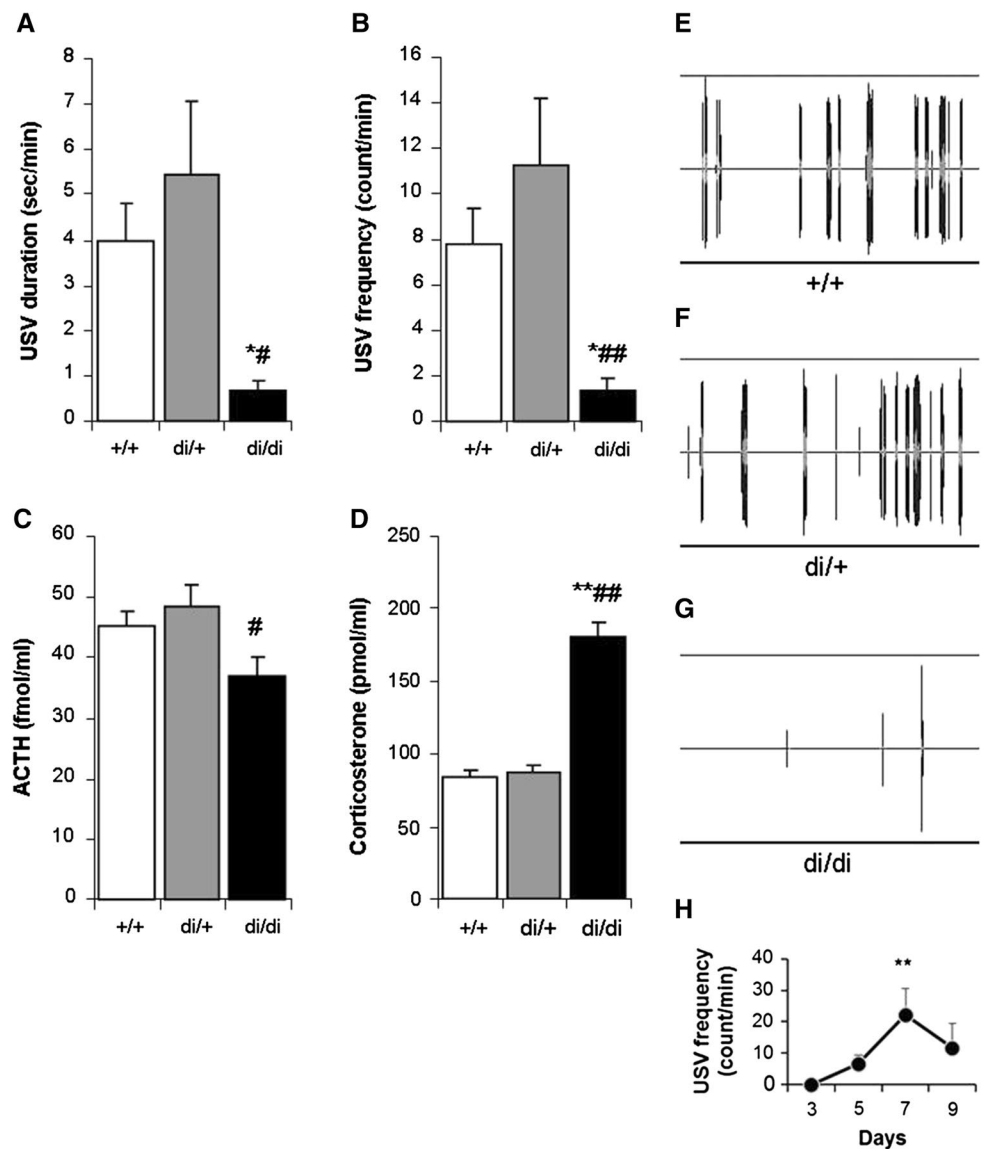 A
USV duration (sec/min)
8
7
6
5
4
3
2
1
0
*#
+/+ di/+ di/di
B
USV frequency (count/min)
16
14
12
10
8
6
4
2
0
*##
+/+ di/+ di/di
C
ACTH (fmol/ml)
60
50
40
30
20
10
0
#
+/+ di/+ di/di
D
Corticosterone (pmol/ml)
250
200
150
100
50
0
**##
+/+ di/+ di/di
E
+/+
F
di/+
G
di/di
H
USV frequency
(count/min)
40
30
20
10
0
**
3 5 7 9
Days